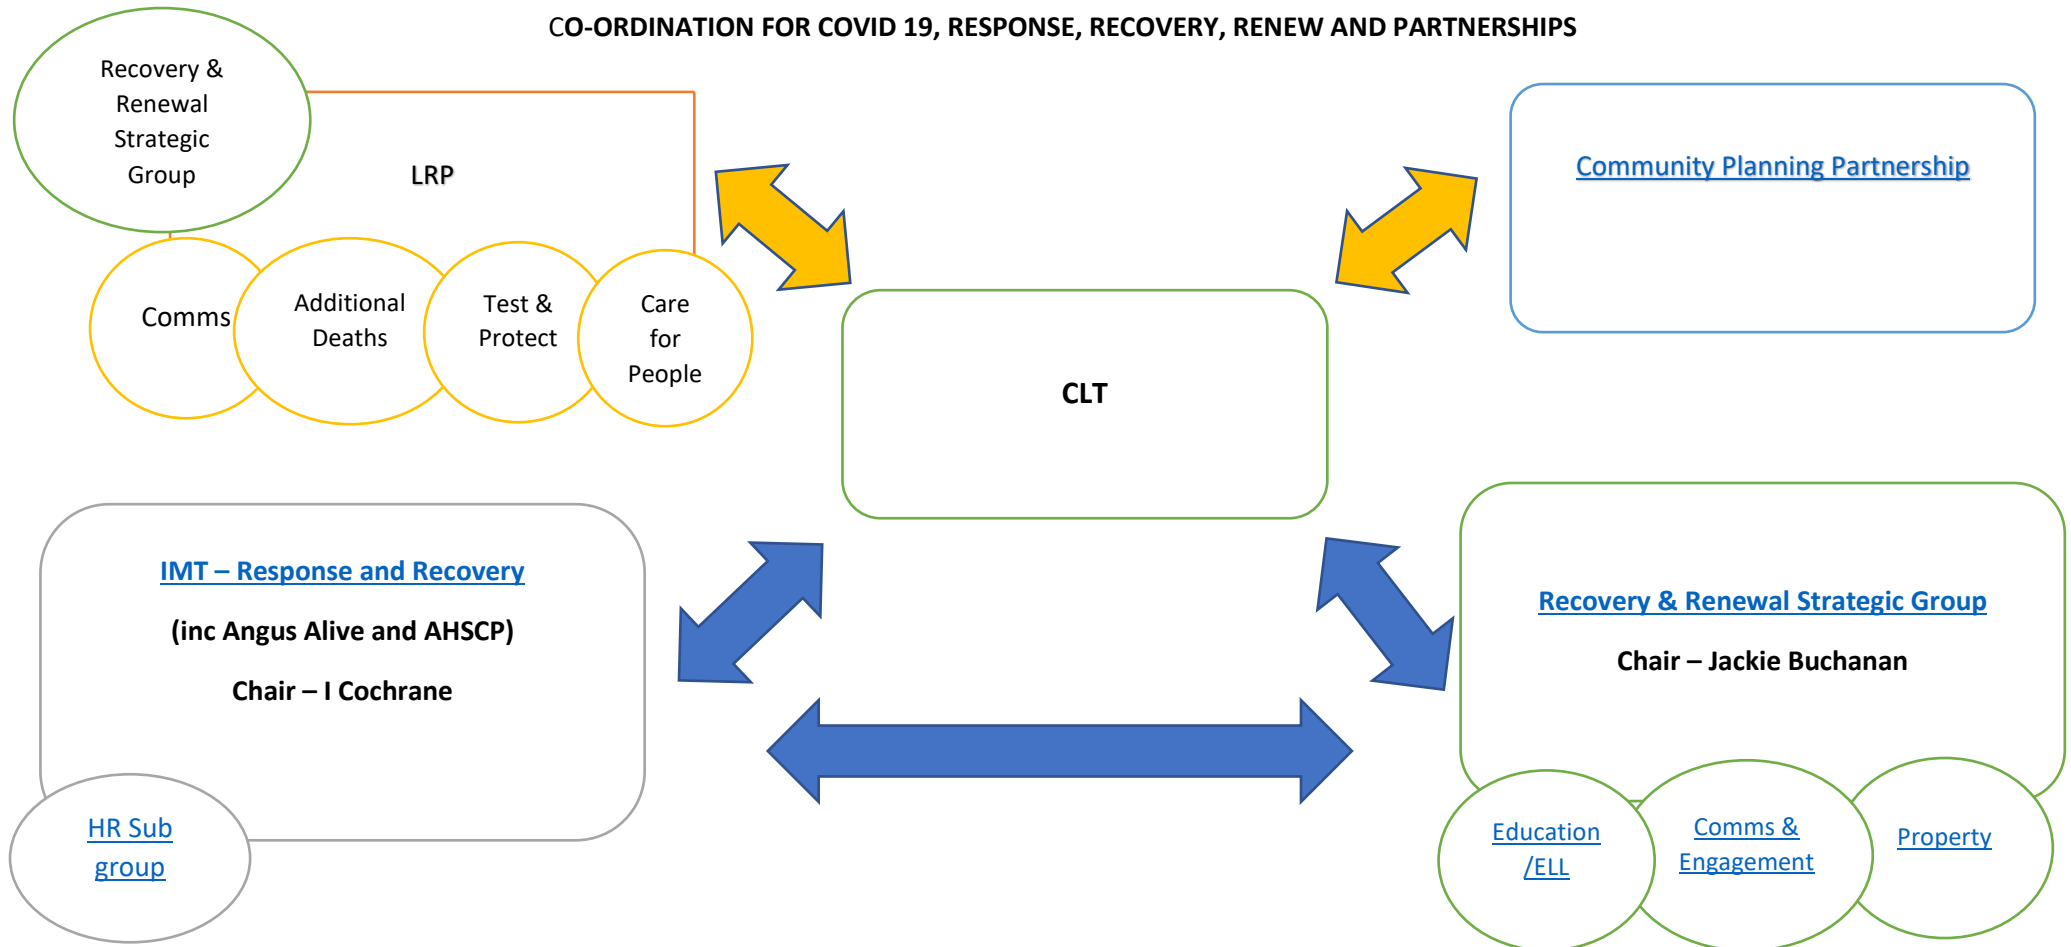 CO-ORDINATION FOR COVID 19, RESPONSE, RECOVERY, RENEW AND PARTNERSHIPS
Recovery &
Renewal
Strategic
Group
LRP
Comms
Additional
Deaths
Test &
Protect
Care
for
People
Community Planning Partnership
CLT
IMT – Response and Recovery
(inc Angus Alive and AHSCP)
Chair – I Cochrane
HR Sub
group
Recovery & Renewal Strategic Group
Chair – Jackie Buchanan
Education
/ELL
Comms &
Engagement
Property